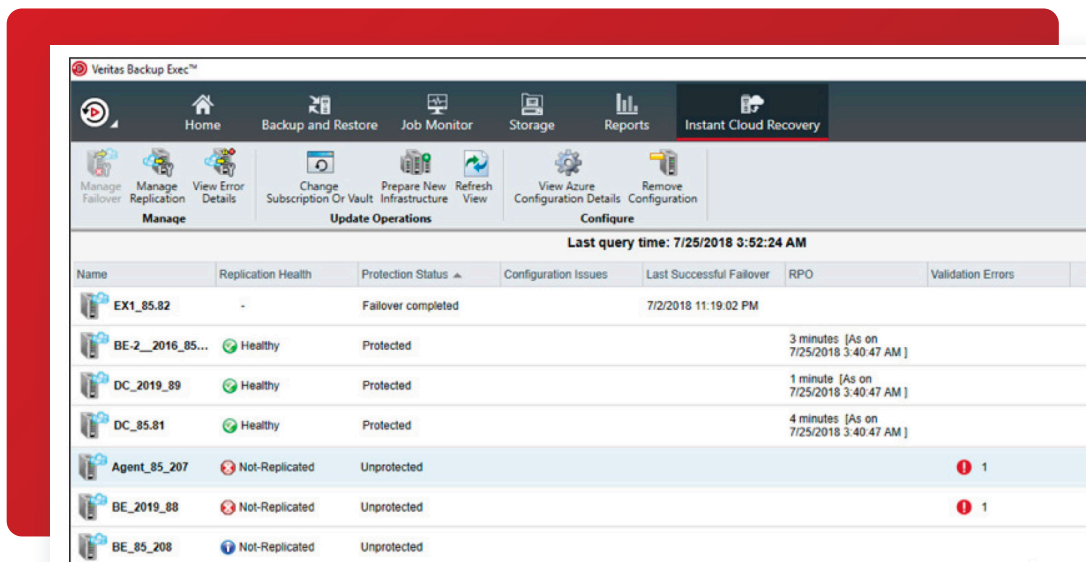 Veritas Backup Exec™
Home Backup and Restore Job Monitor Storage Reports Instant Cloud Recovery
Manage Failover
Manage Replication
View Error Details
Change Subscription Or Vault
Prepare New Infrastructure
Refresh View
View Azure Configuration Details
Remove Configuration
Manage Update Operations Configure
Last query time: 7/25/2018 3:52:24 AM
Name Replication Health Protection Status Configuration Issues Last Successful Failover RPO Validation Errors
EX1_85.82 - Failover completed 7/2/2018 11:19:02 PM
BE-2__2016_85... Healthy Protected 3 minutes [As on
7/25/2018 3:40:47 AM ]
DC_2019_89 Healthy Protected 1 minute [As on
7/25/2018 3:40:47 AM ]
DC_85.81 Healthy Protected 4 minutes [As on
7/25/2018 3:40:47 AM ]
Agent_85_207 Not-Replicated Unprotected 1
BE_2019_88 Not-Replicated Unprotected 1
BE_85_208 Not-Replicated Unprotected